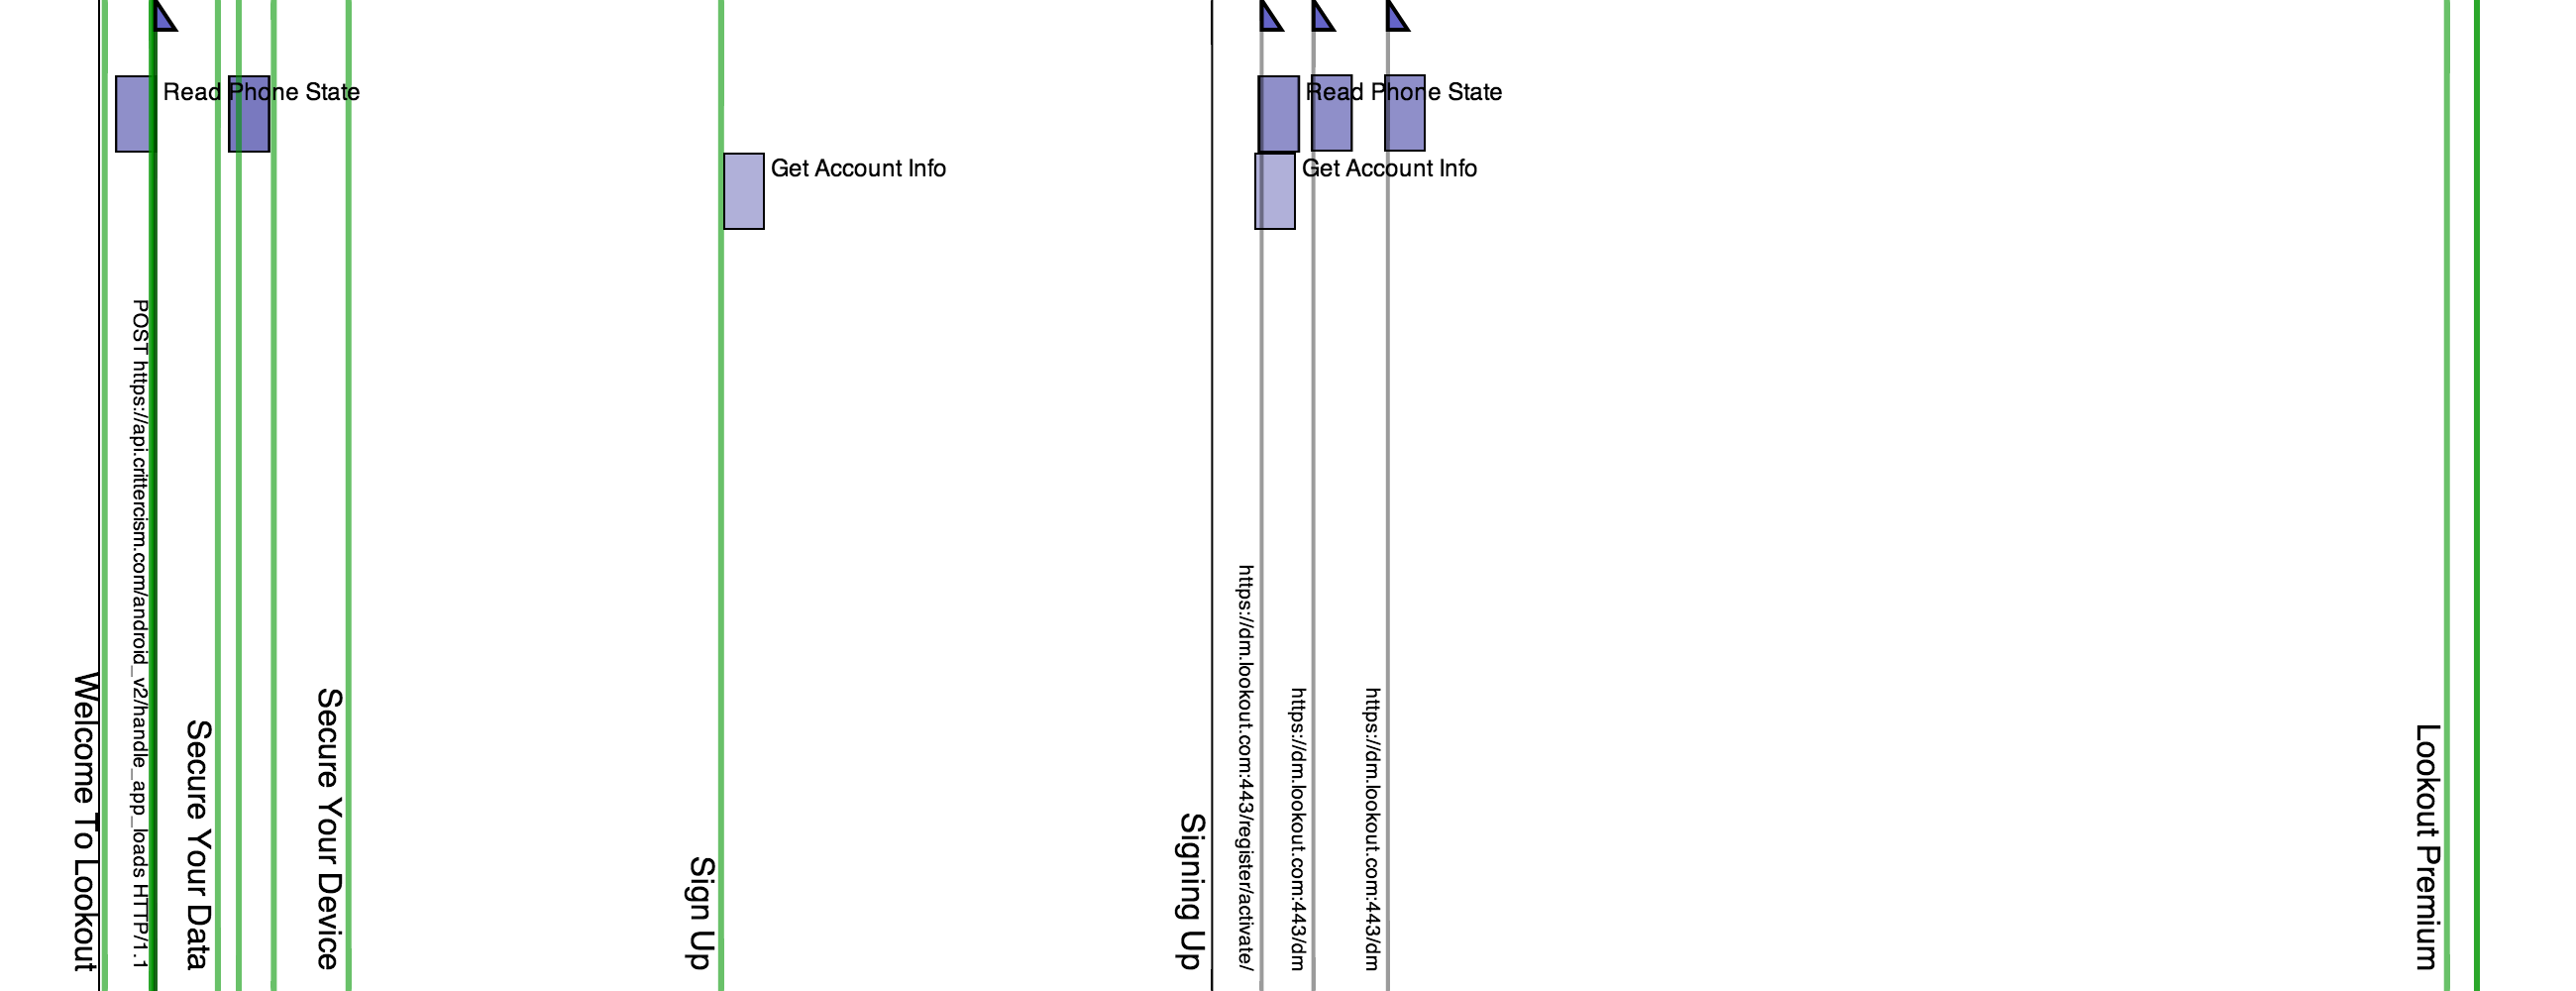 Read Phone State
Get Account Info
Read Phone State
Get Account Info
Welcome To Lookout
POST https://api.crittercism.com/android_v2/handle_app_loads HTTP/1.1
Secure Your Data
Secure Your Device
Sign Up
Signing Up
https://dm.lookout.com:443/register/activate/
https://dm.lookout.com:443/dm
https://dm.lookout.com:443/dm
Lookout Premium